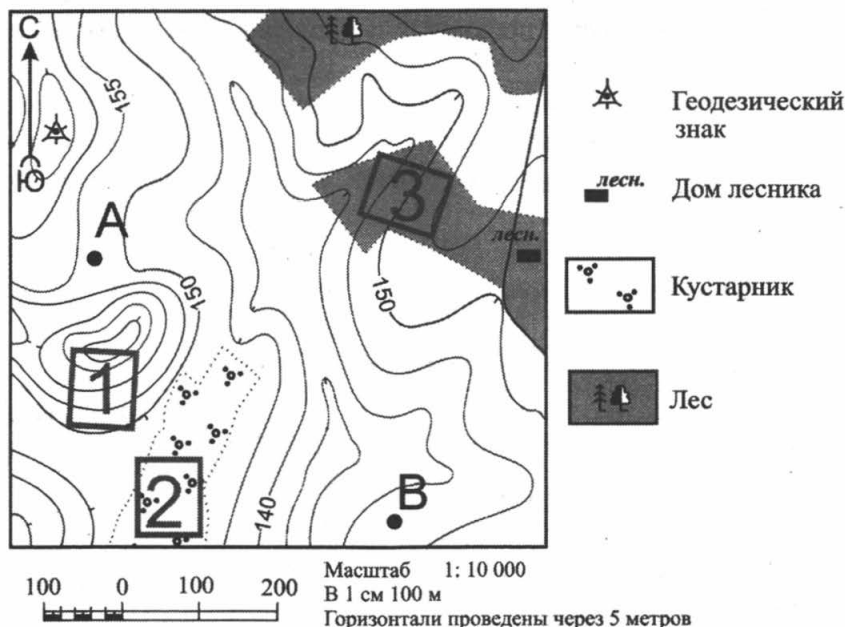 С
Ю
155
А
150
1
2
3
лесн.
150
140
В
Геодезический
знак
лесн.
Дом лесника
Кустарник
Лес
100 0 100 200
Масштаб 1: 10 000
В 1 см 100 м
Горизонтали проведены через 5 метров